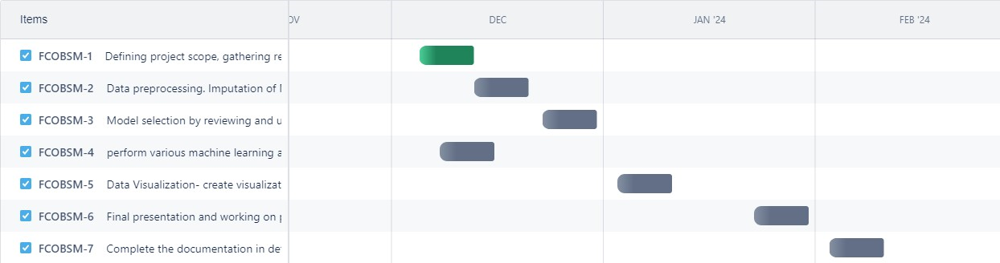 Items OV DEC JAN '24 FEB '24
FCOBSM-1 Defining project scope, gathering re
FCOBSM-2 Data preprocessing. Imputation of
FCOBSM-3 Model selection by reviewing and u
FCOBSM-4 perform various machine learning a
FCOBSM-5 Data Visualization- create visualizat
FCOBSM-6 Final presentation and working on p
FCOBSM-7 Complete the documentation in de